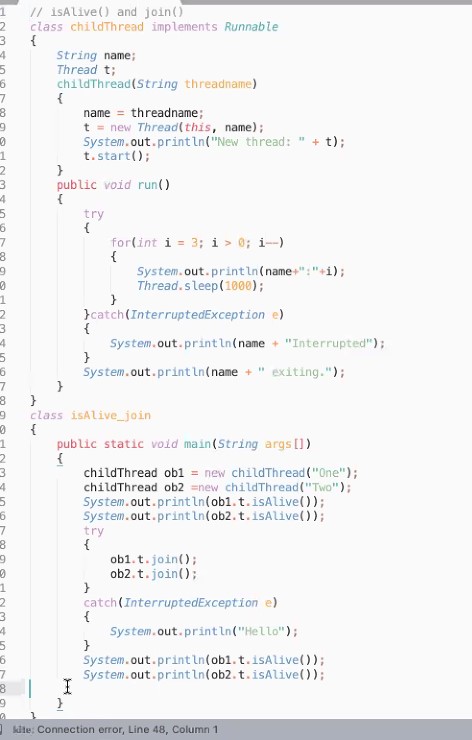 1 // isAlive() and join()
2 class childThread implements Runnable
3 {
4     String name;
5     Thread t;
6     childThread(String threadname)
7     {
8         name = threadname;
9         t = new Thread(this, name);
0         System.out.println("New thread: " + t);
1         t.start();
2     }
3     public void run()
4     {
5         try
6         {
7             for(int i = 3; i > 0; i--)
8             {
9                 System.out.println(name+":"+i);
0                 Thread.sleep(1000);
1             }
2         }catch(InterruptedException e)
3         {
4             System.out.println(name + "Interrupted");
5         }
6         System.out.println(name + " exiting.");
7     }
8 }
9 class isAlive_join
0 {
1     public static void main(String args[])
2     {
3         childThread ob1 = new childThread("One");
4         childThread ob2 =new childThread("Two");
5         System.out.println(ob1.t.isAlive());
6         System.out.println(ob2.t.isAlive());
7         try
8         {
9             ob1.t.join();
0             ob2.t.join();
1         }
2         catch(InterruptedException e)
3         {
4             System.out.println("Hello");
5         }
6         System.out.println(ob1.t.isAlive());
7         System.out.println(ob2.t.isAlive());
8
9     }
0 }
kite: Connection error, Line 48, Column 1